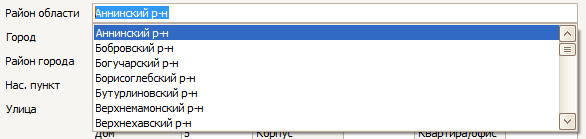 Район области Аннинский р-н
Аннинский р-н
Город Бобровский р-н
Богучарский р-н
Район города Борисоглебский р-н
Нас. пункт Бутурлиновский р-н
Верхнемамонский р-н
Улица Верхнехавский р-н
Дом 5 Корпус Квартира/офис